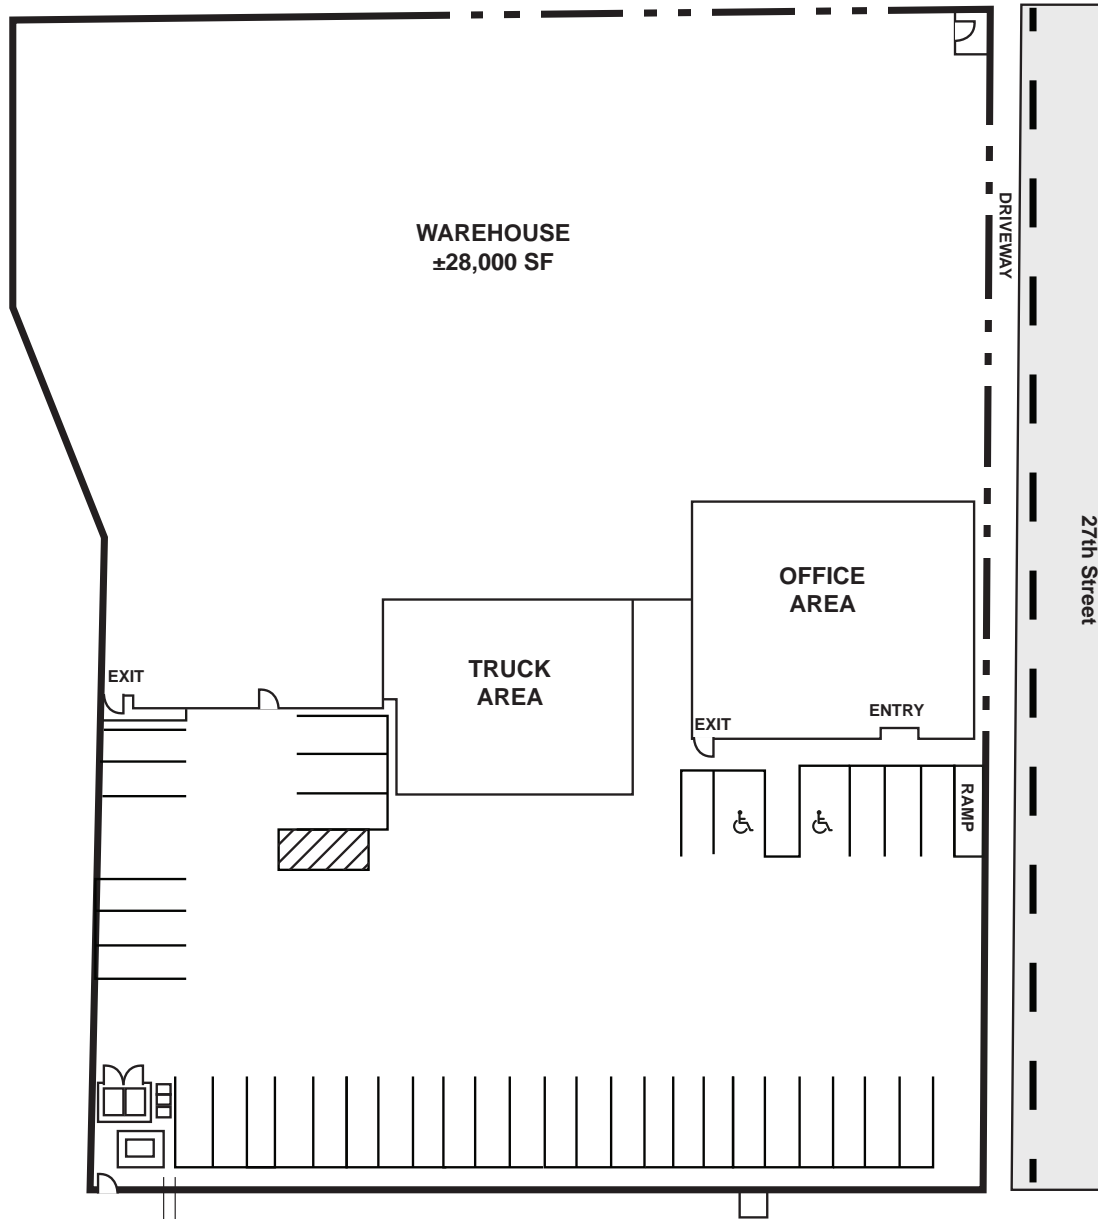 WAREHOUSE
±28,000 SF
DRIVEWAY
27th Street
OFFICE
AREA
TRUCK
AREA
EXIT
ENTRY
EXIT
RAMP